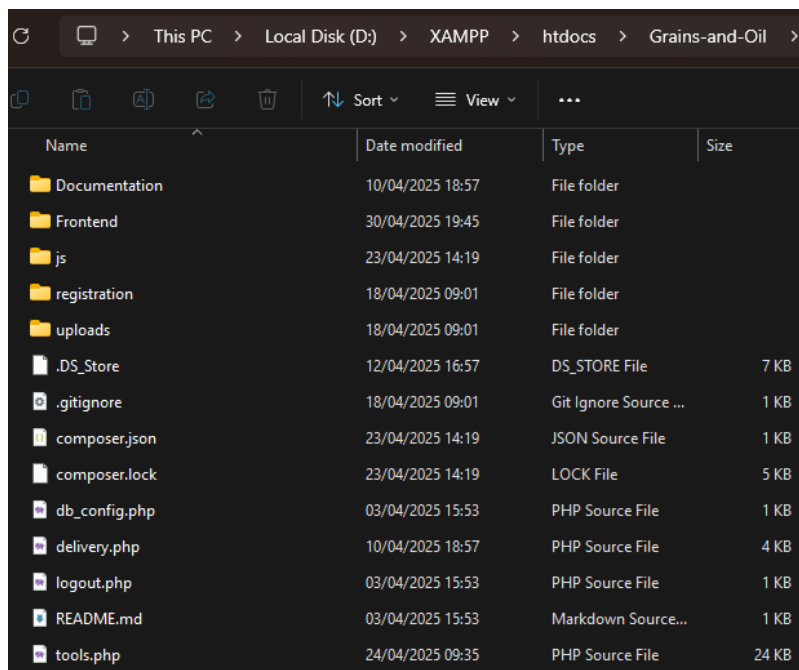 This PC > Local Disk (D:) > XAMPP > htdocs > Grains-and-Oil >
Sort View ...
Name Date modified Type Size
Documentation 10/04/2025 18:57 File folder
Frontend 30/04/2025 19:45 File folder
js 23/04/2025 14:19 File folder
registration 18/04/2025 09:01 File folder
uploads 18/04/2025 09:01 File folder
.DS_Store 12/04/2025 16:57 DS_STORE File 7 KB
.gitignore 18/04/2025 09:01 Git Ignore Source ... 1 KB
composer.json 23/04/2025 14:19 JSON Source File 1 KB
composer.lock 23/04/2025 14:19 LOCK File 5 KB
db_config.php 03/04/2025 15:53 PHP Source File 1 KB
delivery.php 10/04/2025 18:57 PHP Source File 4 KB
logout.php 03/04/2025 15:53 PHP Source File 1 KB
README.md 03/04/2025 15:53 Markdown Source... 1 KB
tools.php 24/04/2025 09:35 PHP Source File 24 KB